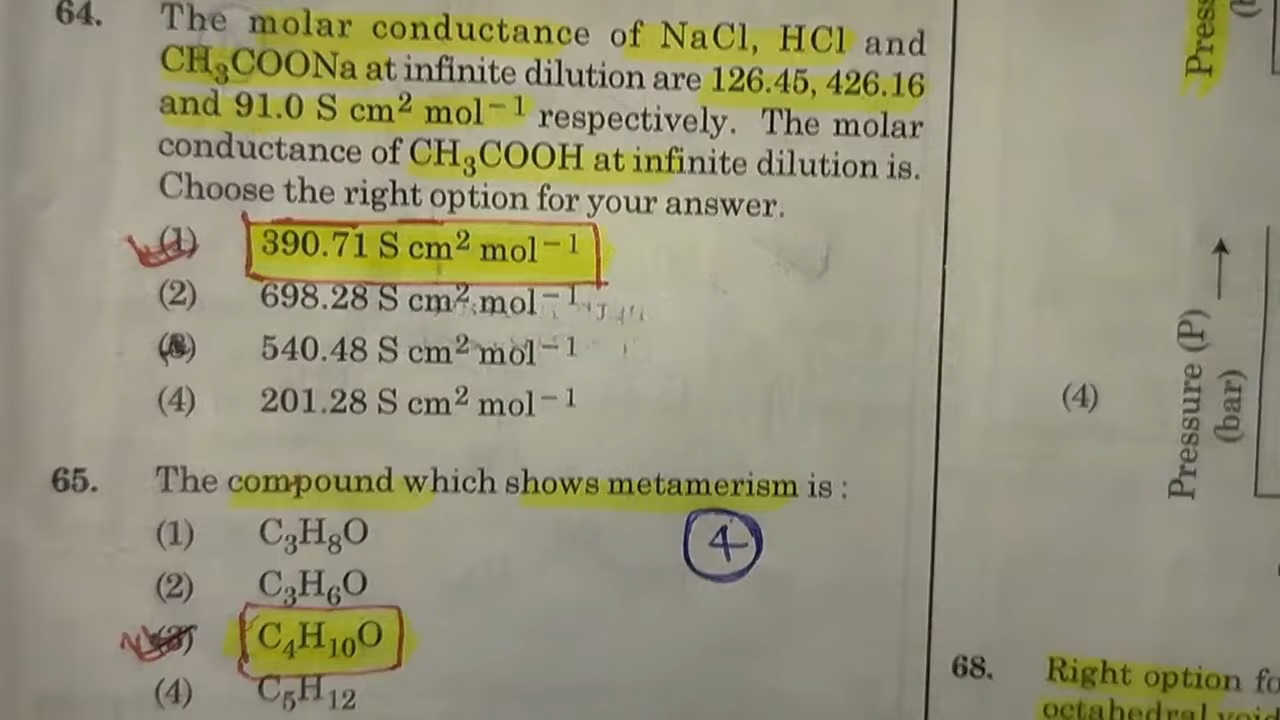 64. The molar conductance of NaCl, HCl and
CH₃COONa at infinite dilution are 126.45, 426.16
and 91.0 S cm² mol⁻¹ respectively. The molar
conductance of CH₃COOH at infinite dilution is.
Choose the right option for your answer.
(1) 390.71 S cm² mol⁻¹
(2) 698.28 S cm² mol⁻¹
540.48 S cm² mol⁻¹
(4) 201.28 S cm² mol⁻¹
65. The compound which shows metamerism is :
4
(1) C₃H₈O
(2) C₃H₆O
(3) C₄H₁₀O
(4) C₅H₁₂
Press
(4)
Pressure (P)
(bar)
68. Right option fo
octahedral voi